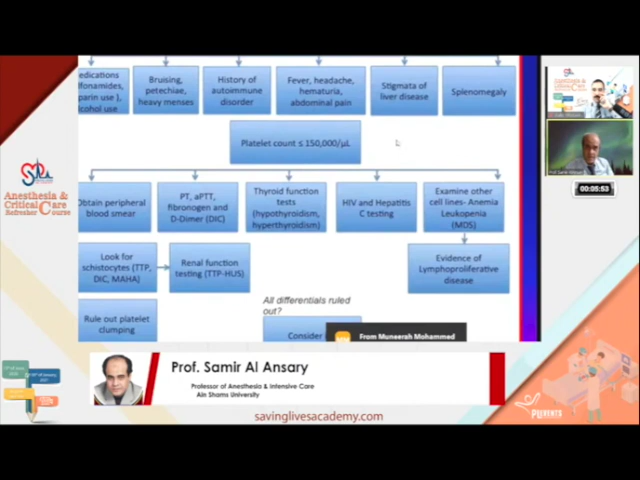 edications
lfonamides,
parin use ),
cohol use
Bruising,
petechiae,
heavy menses
History of
autoimmune
disorder
Fever, headache,
hematuria,
abdominal pain
Stigmata of
liver disease
Splenomegaly
Platelet count ≤ 150,000/μL
Obtain peripheral
blood smear
PT, aPTT,
fibronogen and
D-Dimer (DIC)
Thyroid function
tests
(hypothyroidism,
hyperthyroidism)
HIV and Hepatitis
C testing
Examine other
cell lines- Anemia
Leukopenia
(MDS)
Look for
schistocytes (TTP,
DIC, MAHA)
Renal function
testing (TTP-HUS)
Evidence of
Lymphoproliferative
disease
All differentials ruled
out?
Rule out platelet
clumping
Consider
From Muneerah Mohammed
00:05:53
Anesthesia &
Critical Care
Refresher Course
Prof. Samir Al Ansary
Professor of Anesthesia & Intensive Care
Ain Shams University
savinglivesacademy.com
PREVENTS